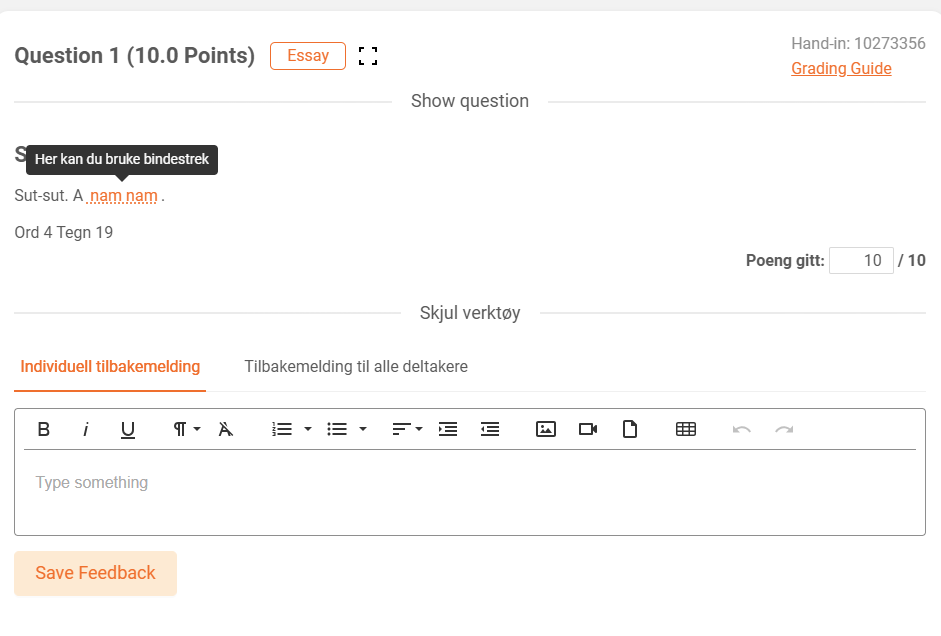 Question 1 (10.0 Points) Essay
Hand-in: 10273356
Grading Guide
Show question
S
Her kan du bruke bindestrek
Sut-sut. A nam nam .
Ord 4 Tegn 19
Poeng gitt: 10 / 10
Skjul verktøy
Individuell tilbakemelding Tilbakemelding til alle deltakere
B i U
Type something
Save Feedback